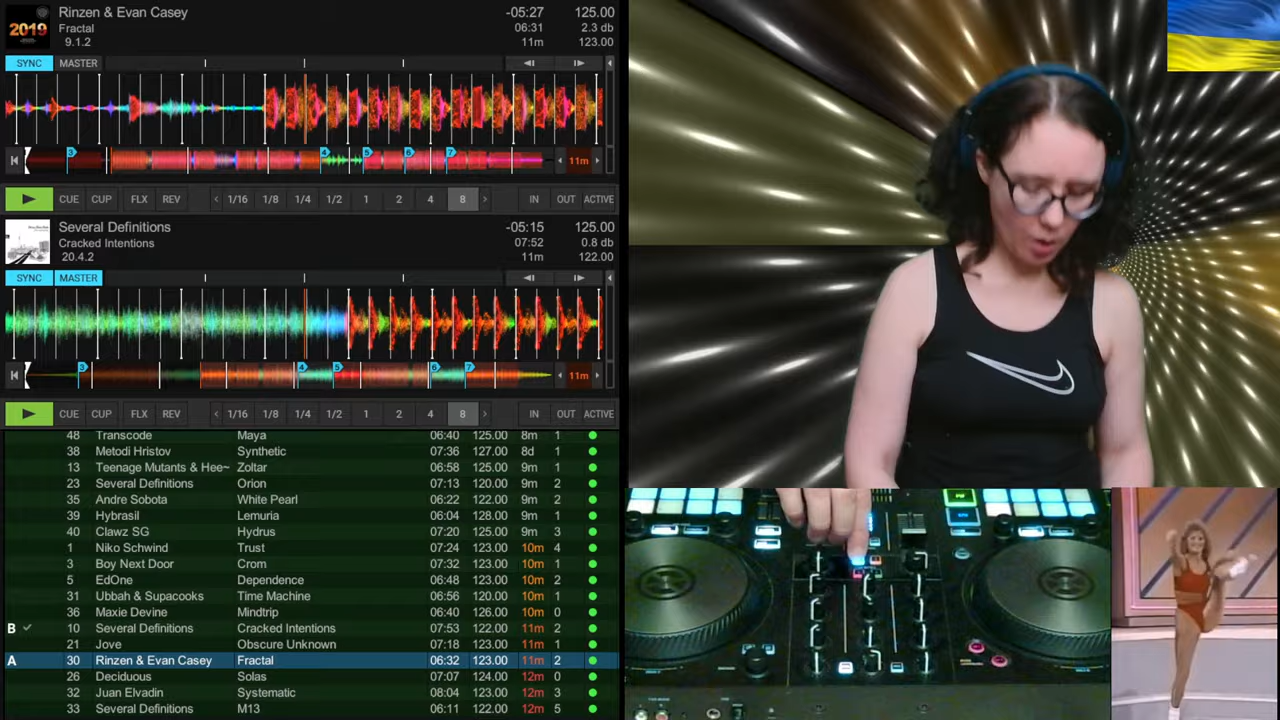 2019
Rinzen & Evan Casey -05:27 125.00
Fractal 06:31 2.3 db
9.1.2 11m 123.00
SYNC MASTER
3 4 5 6 7 11m
CUE CUP FLX REV 1/16 1/8 1/4 1/2 1 2 4 8 IN OUT ACTIVE
Several Definitions -05:15 125.00
Cracked Intentions 07:52 0.8 db
20.4.2 11m 122.00
SYNC MASTER
3 4 5 6 7 11m
CUE CUP FLX REV 1/16 1/8 1/4 1/2 1 2 4 8 IN OUT ACTIVE
48 Transcode Maya 06:40 125.00 8m 1
38 Metodi Hristov Synthetic 07:36 127.00 8d 1
13 Teenage Mutants & Hee~ Zoltar 06:58 125.00 9m 1
23 Several Definitions Orion 07:13 120.00 9m 2
35 Andre Sobota White Pearl 06:22 122.00 9m 2
39 Hybrasil Lemuria 06:04 128.00 9m 1
40 Clawz SG Hydrus 07:20 125.00 9m 3
1 Niko Schwind Trust 07:24 123.00 10m 4
3 Boy Next Door Crom 07:32 123.00 10m 1
5 EdOne Dependence 06:48 123.00 10m 2
31 Ubbah & Supacooks Time Machine 06:56 120.00 10m 1
36 Maxie Devine Mindtrip 06:40 126.00 10m 0
B 10 Several Definitions Cracked Intentions 07:53 122.00 11m 2
21 Jove Obscure Unknown 07:18 123.00 11m 1
A 30 Rinzen & Evan Casey Fractal 06:32 123.00 11m 2
26 Deciduous Solas 07:07 124.00 12m 0
32 Juan Elvadin Systematic 08:04 123.00 12m 3
33 Several Definitions M13 06:11 122.00 12m 5